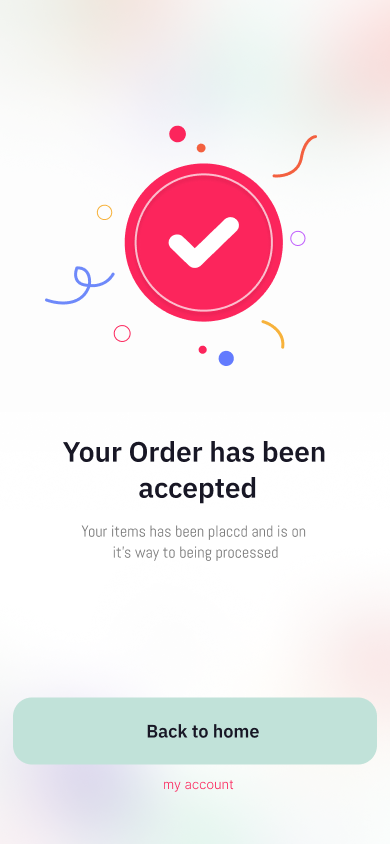 Your Order has been
accepted
Your items has been placcd and is on
it's way to being processed
Back to home
my account